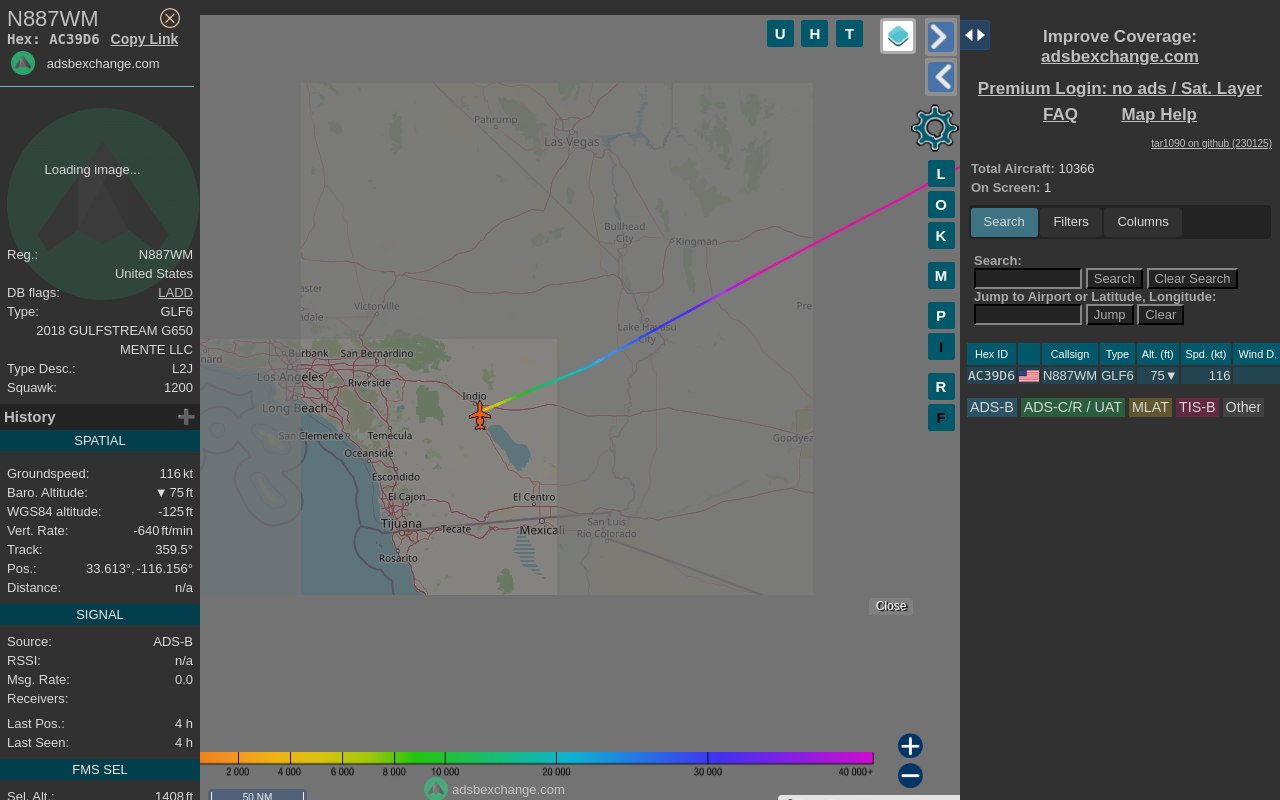 N887WM
Hex: AC39D6 Copy Link
adsbexchange.com
Loading image...
Reg.: N887WM
United States
DB flags: LADD
Type: GLF6
2018 GULFSTREAM G650
MENTE LLC
Type Desc.: L2J
Squawk: 1200
History
SPATIAL
Groundspeed: 116 kt
Baro. Altitude: ▼ 75 ft
WGS84 altitude: -125 ft
Vert. Rate: -640 ft/min
Track: 359.5°
Pos.: 33.613°, -116.156°
Distance: n/a
SIGNAL
Source: ADS-B
RSSI: n/a
Msg. Rate: 0.0
Receivers:
Last Pos.: 4 h
Last Seen: 4 h
FMS SEL
Sel. Alt.: 1408 ft
U H T
L
O
K
M
P
I
R
F
Pahrump
Las Vegas
Bullhead
City
Kingman
Victorville
Lake Havasu
City
Pre
Burbank
San Bernardino
Los Angeles
Riverside
Long Beach
Indio
San Clemente
Temecula
Goodyea
Oceanside
Escondido
El Cajon
El Centro
Tijuana
Tecate
Mexicali
San Luis
Río Colorado
Rosarito
Close
2 000 4 000 6 000 8 000 10 000 20 000 30 000 40 000+
adsbexchange.com
50 NM
Improve Coverage:
adsbexchange.com
Premium Login: no ads / Sat. Layer
FAQ Map Help
tar1090 on github (230125)
Total Aircraft: 10366
On Screen: 1
Search Filters Columns
Search:
Search Clear Search
Jump to Airport or Latitude, Longitude:
Jump Clear
Hex ID Callsign Type Alt. (ft) Spd. (kt) Wind D.
AC39D6 N887WM GLF6 75▼ 116
ADS-B ADS-C/R / UAT MLAT TIS-B Other